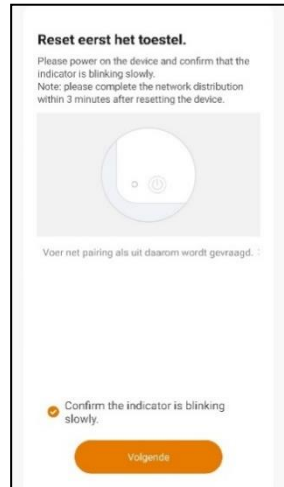 Reset eerst het toestel.
Please power on the device and confirm that the
indicator is blinking slowly.
Note: please complete the network distribution
within 3 minutes after resetting the device.
Voer net pairing als uit daarom wordt gevraagd.
Confirm the indicator is blinking
slowly.
Volgende